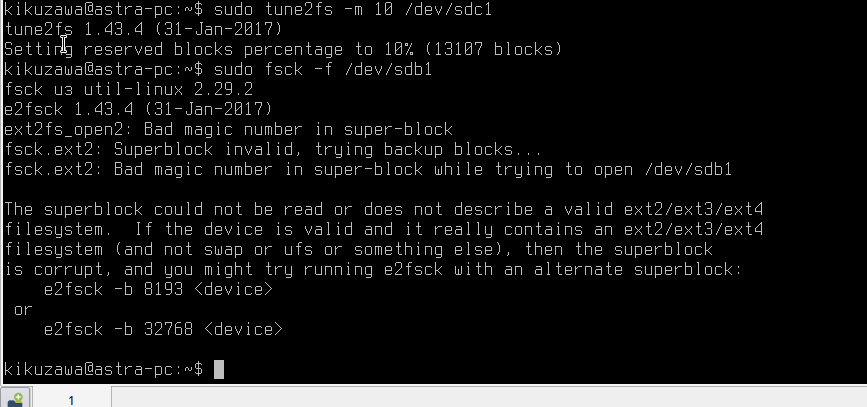 kikuzawa@astra-pc:~$ sudo tune2fs -m 10 /dev/sdc1
tune2fs 1.43.4 (31-Jan-2017)
Setting reserved blocks percentage to 10% (13107 blocks)
kikuzawa@astra-pc:~$ sudo fsck -f /dev/sdb1
fsck из util-linux 2.29.2
e2fsck 1.43.4 (31-Jan-2017)
ext2fs_open2: Bad magic number in super-block
fsck.ext2: Superblock invalid, trying backup blocks...
fsck.ext2: Bad magic number in super-block while trying to open /dev/sdb1

The superblock could not be read or does not describe a valid ext2/ext3/ext4
filesystem.  If the device is valid and it really contains an ext2/ext3/ext4
filesystem (and not swap or ufs or something else), then the superblock
is corrupt, and you might try running e2fsck with an alternate superblock:
    e2fsck -b 8193 <device>
 or
    e2fsck -b 32768 <device>

kikuzawa@astra-pc:~$
1